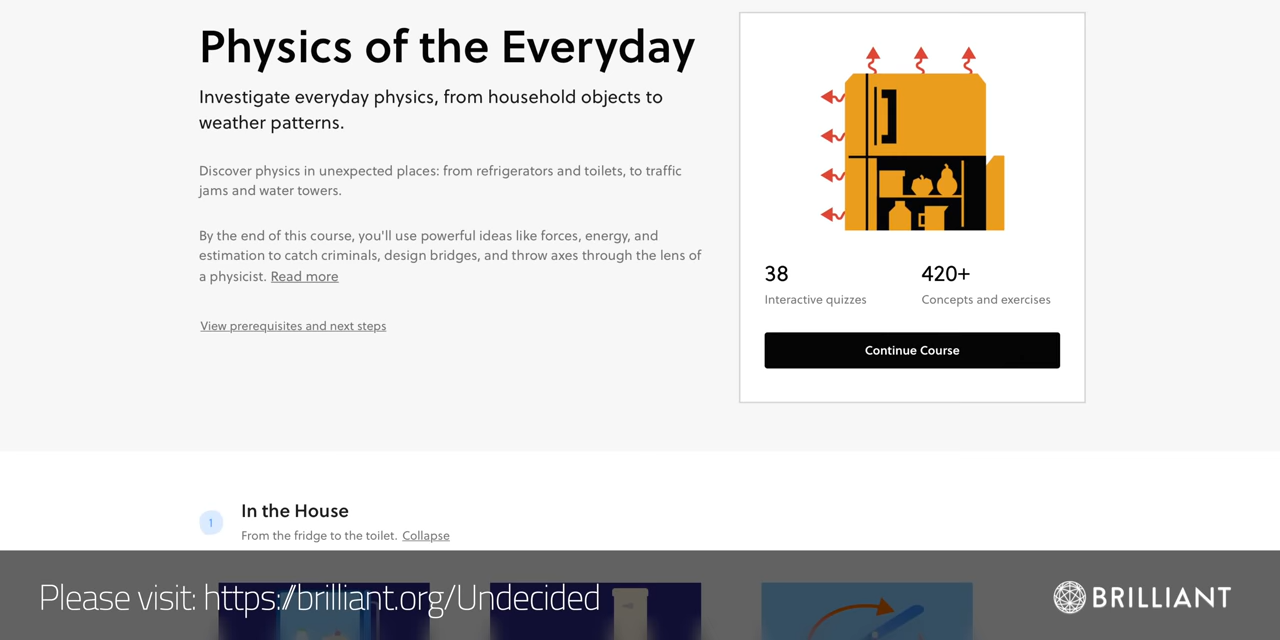 Physics of the Everyday
Investigate everyday physics, from household objects to
weather patterns.
Discover physics in unexpected places: from refrigerators and toilets, to traffic
jams and water towers.
By the end of this course, you'll use powerful ideas like forces, energy, and
estimation to catch criminals, design bridges, and throw axes through the lens of
a physicist. Read more
View prerequisites and next steps
38
Interactive quizzes
420+
Concepts and exercises
Continue Course
1
In the House
From the fridge to the toilet. Collapse
Please visit: https://brilliant.org/Undecided
BRILLIANT